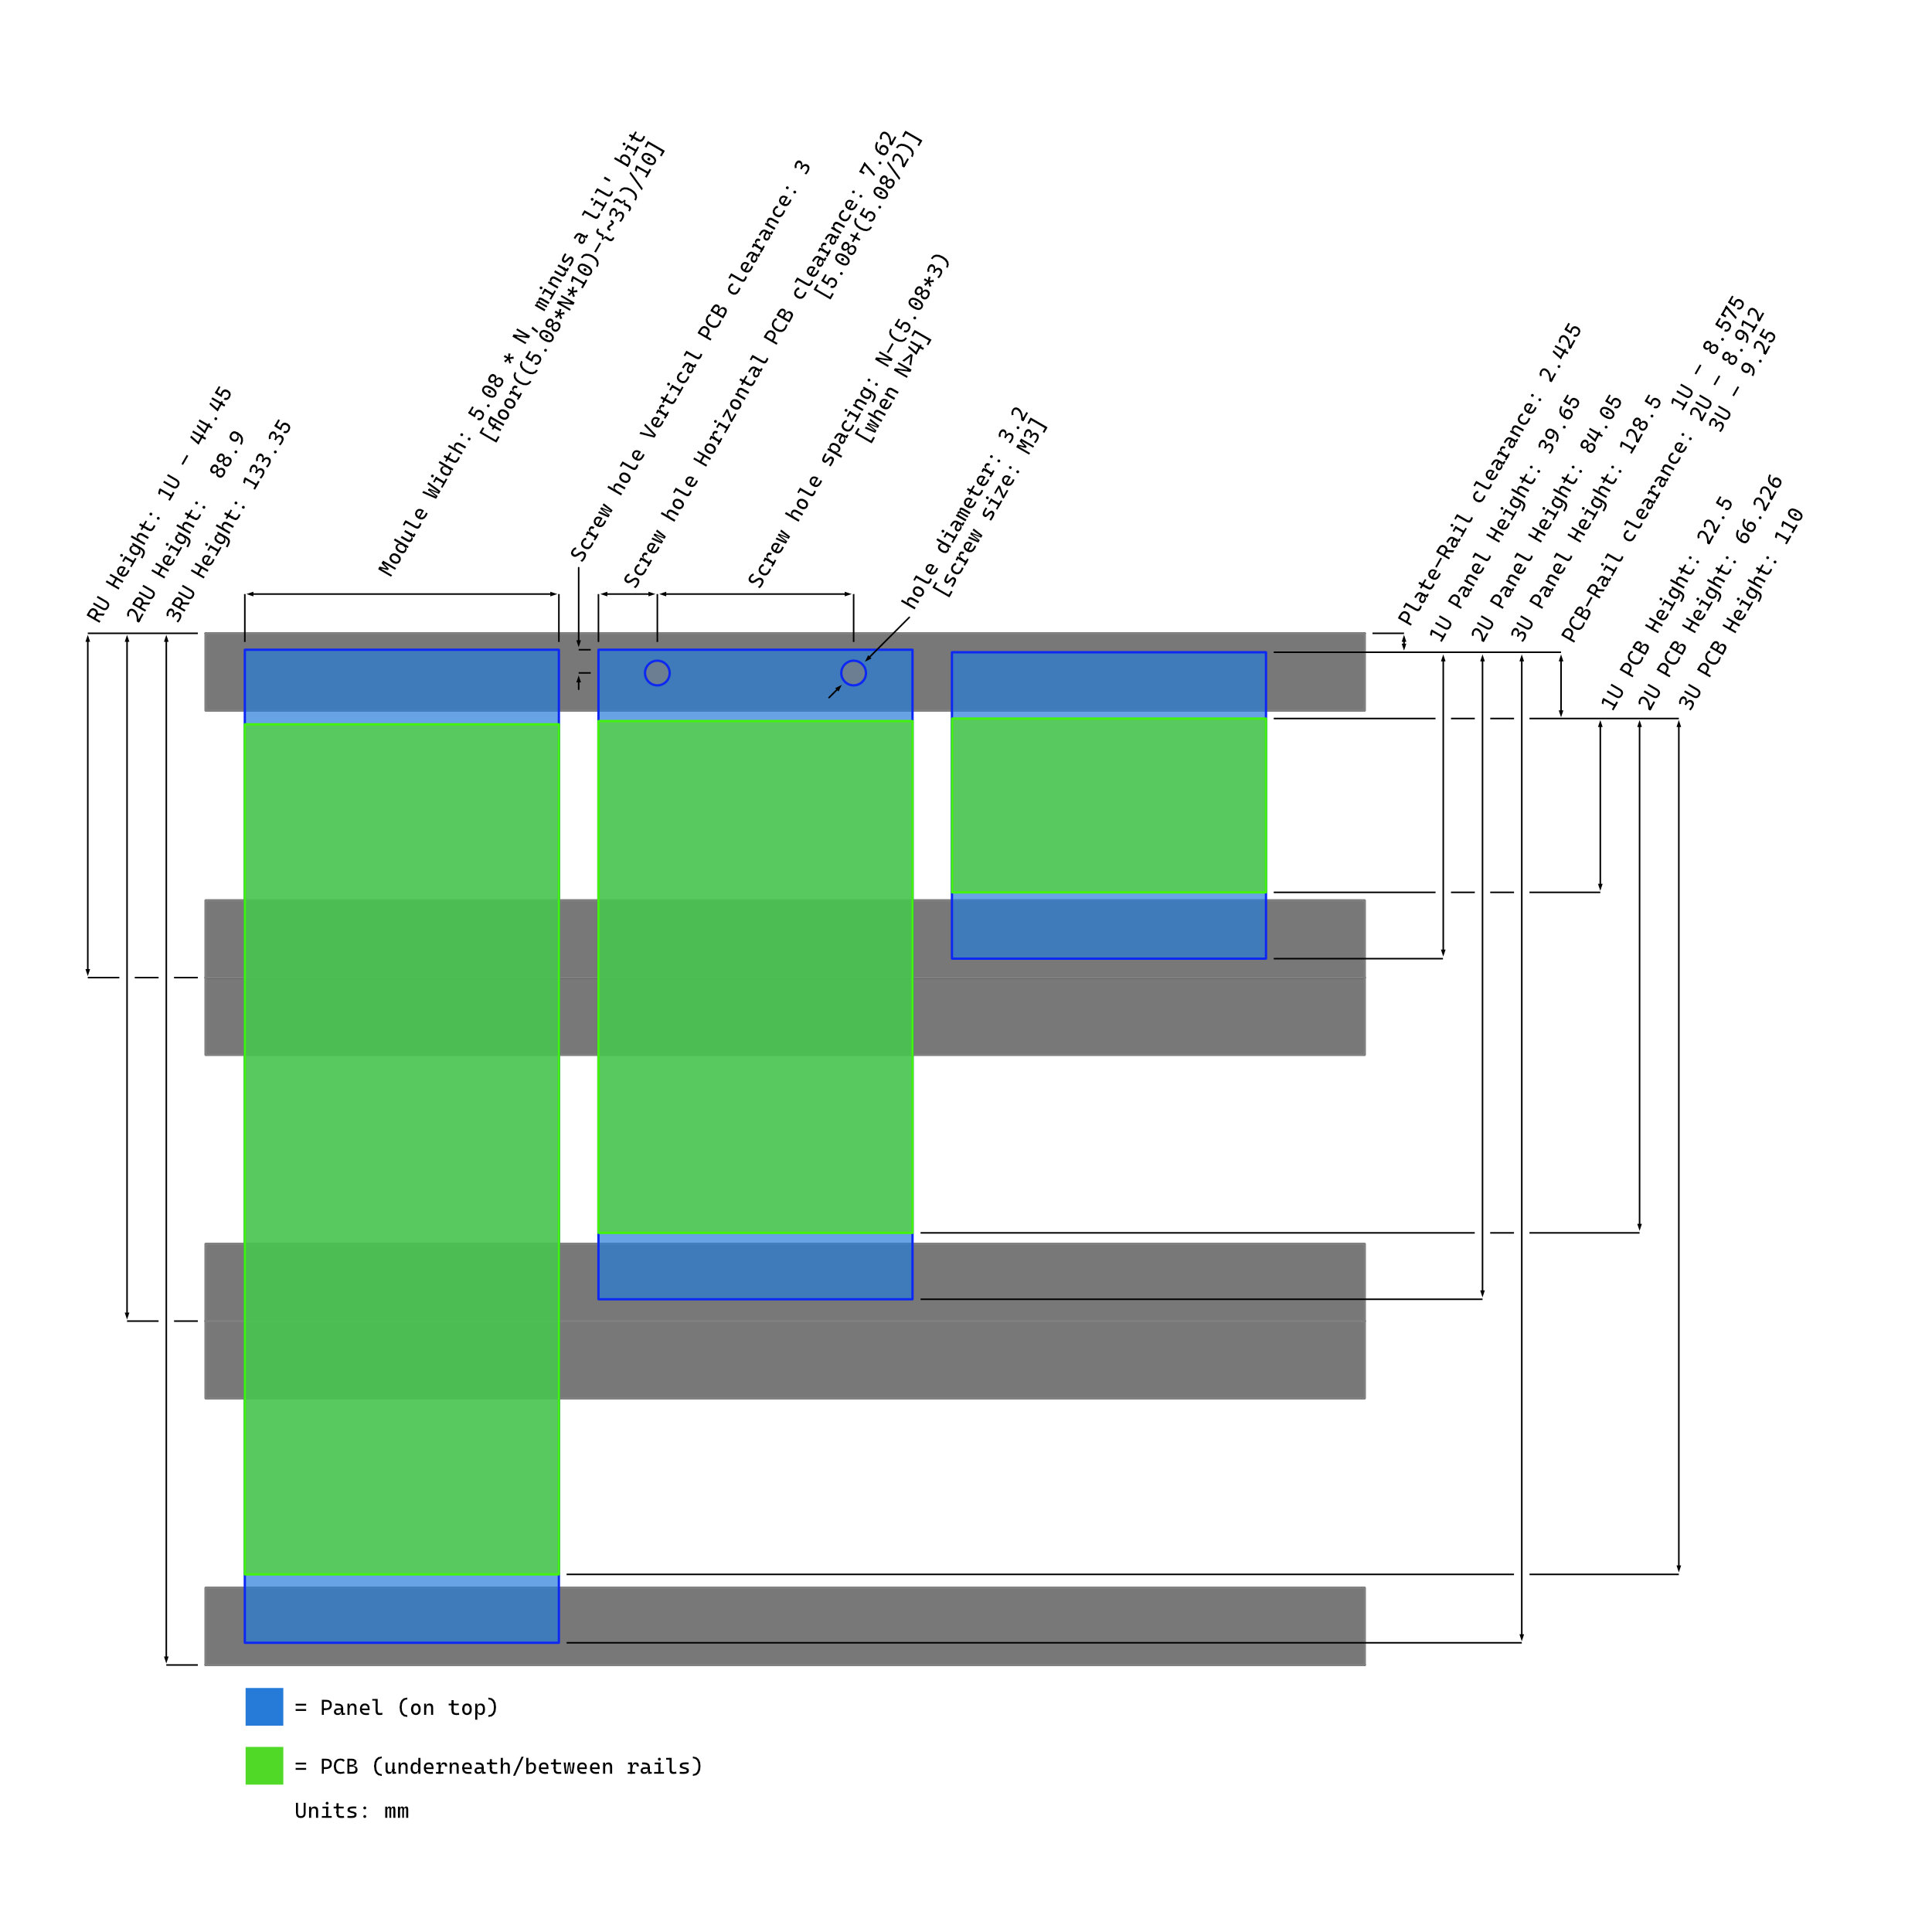 RU Height: 1U - 44.45
2RU Height:  88.9
3RU Height: 133.35
Module Width: 5.08 * N, minus a lil' bit
[floor((5.08*N*10)-{~3})/10]
Screw hole Vertical PCB clearance: 3
Screw hole Horizontal PCB clearance: 7.62
[5.08+(5.08/2)]
Screw hole spacing: N-(5.08*3)
[when N>4]
hole diameter: 3.2
[screw size: M3]
Plate-Rail clearance: 2.425
1U Panel Height: 39.65
2U Panel Height: 84.05
3U Panel Height: 128.5
1U - 8.575
PCB-Rail clearance: 2U - 8.912
3U - 9.25
1U PCB Height: 22.5
2U PCB Height: 66.226
3U PCB Height: 110
= Panel (on top)
= PCB (underneath/between rails)
Units: mm